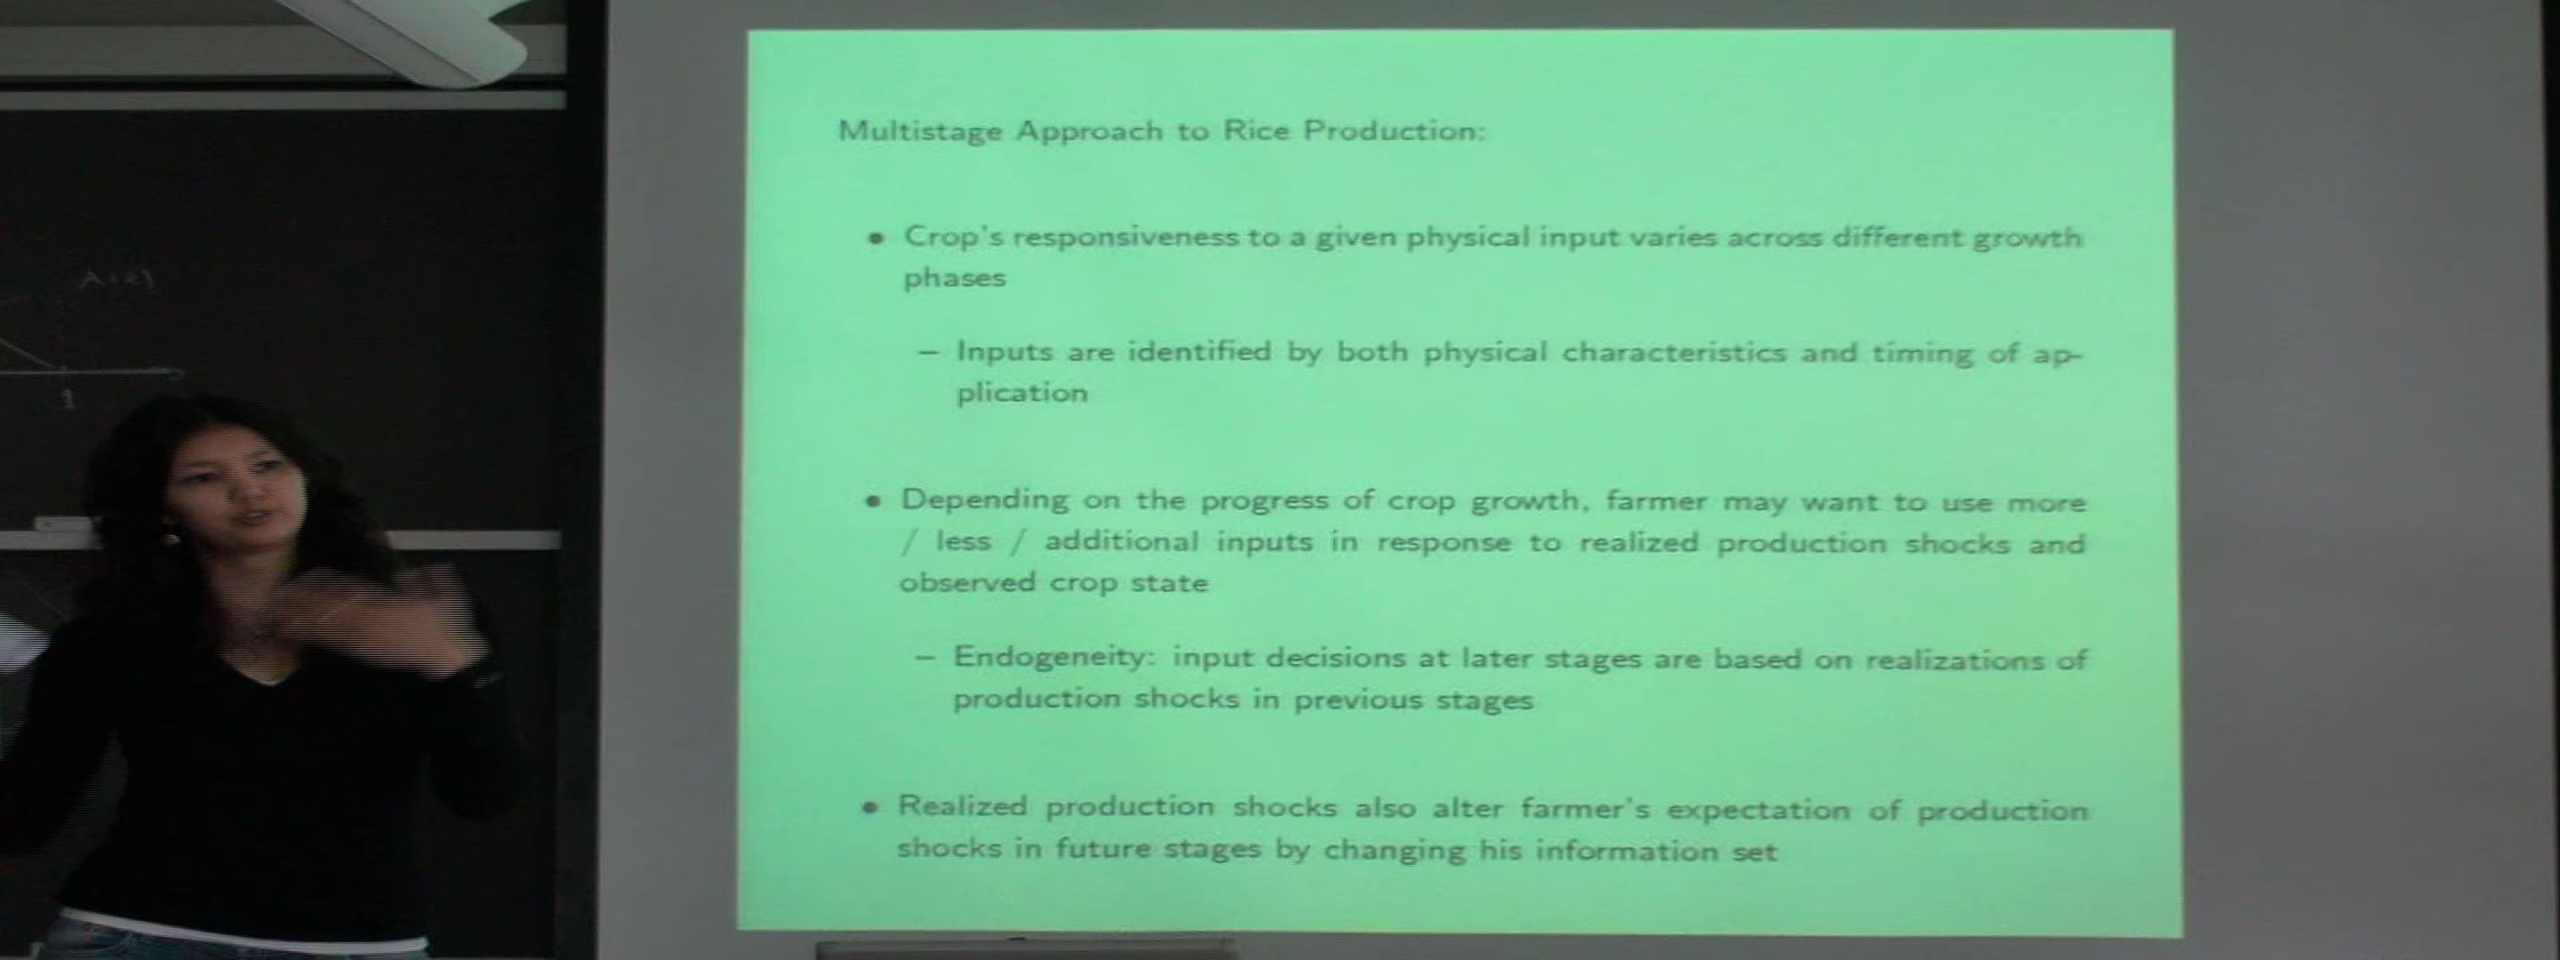 Multistage Approach to Rice Production:
• Crop's responsiveness to a given physical input varies across different growth
phases
– Inputs are identified by both physical characteristics and timing of ap-
plication
• Depending on the progress of crop growth, farmer may want to use more
/ less / additional inputs in response to realized production shocks and
observed crop state
– Endogeneity: input decisions at later stages are based on realizations of
production shocks in previous stages
• Realized production shocks also alter farmer's expectation of production
shocks in future stages by changing his information set
1